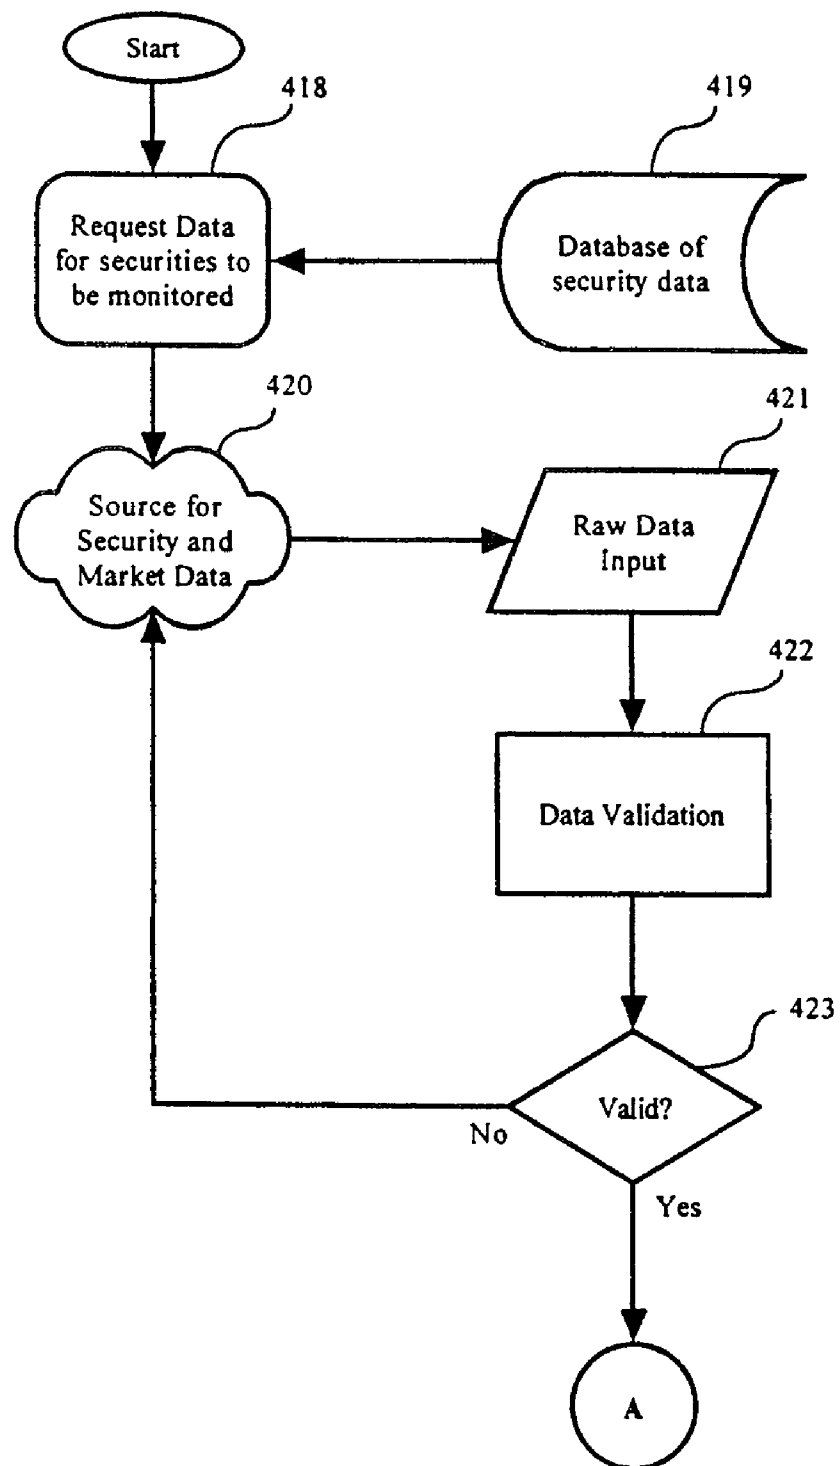 Start
418
419
Request Data
for securities to
be monitored
Database of
security data
420
421
Source for
Security and
Market Data
Raw Data
Input
422
Data Validation
423
Valid?
No
Yes
A